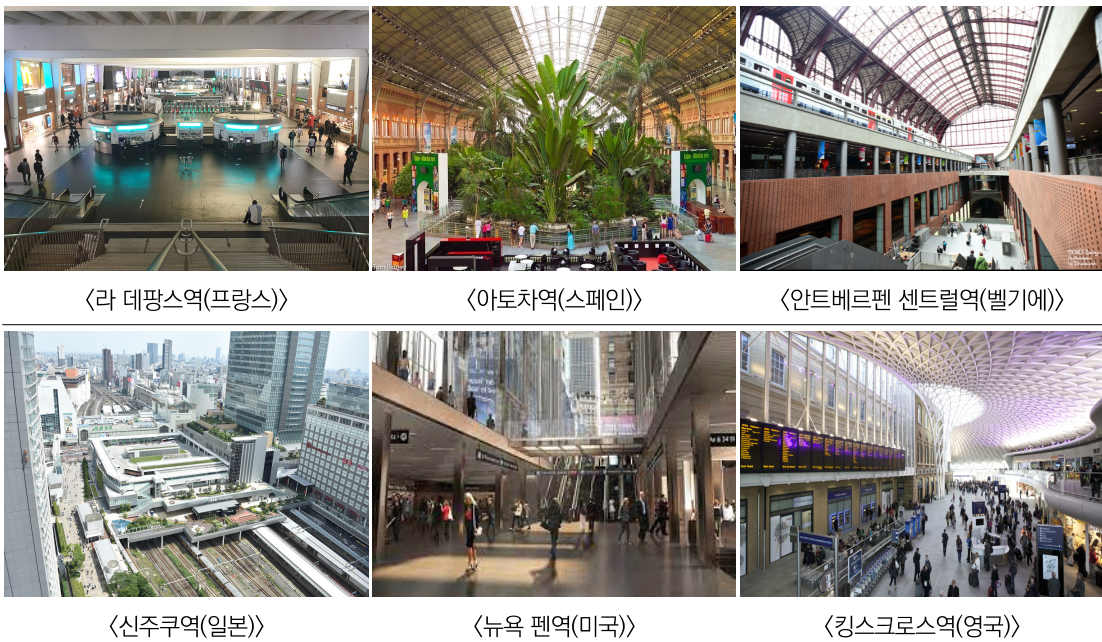 <라 데팡스역(프랑스)>
<아토차역(스페인)>
<안트베르펜 센트럴역(벨기에)>
<신주쿠역(일본)>
<뉴욕 펜역(미국)>
<킹스크로스역(영국)>